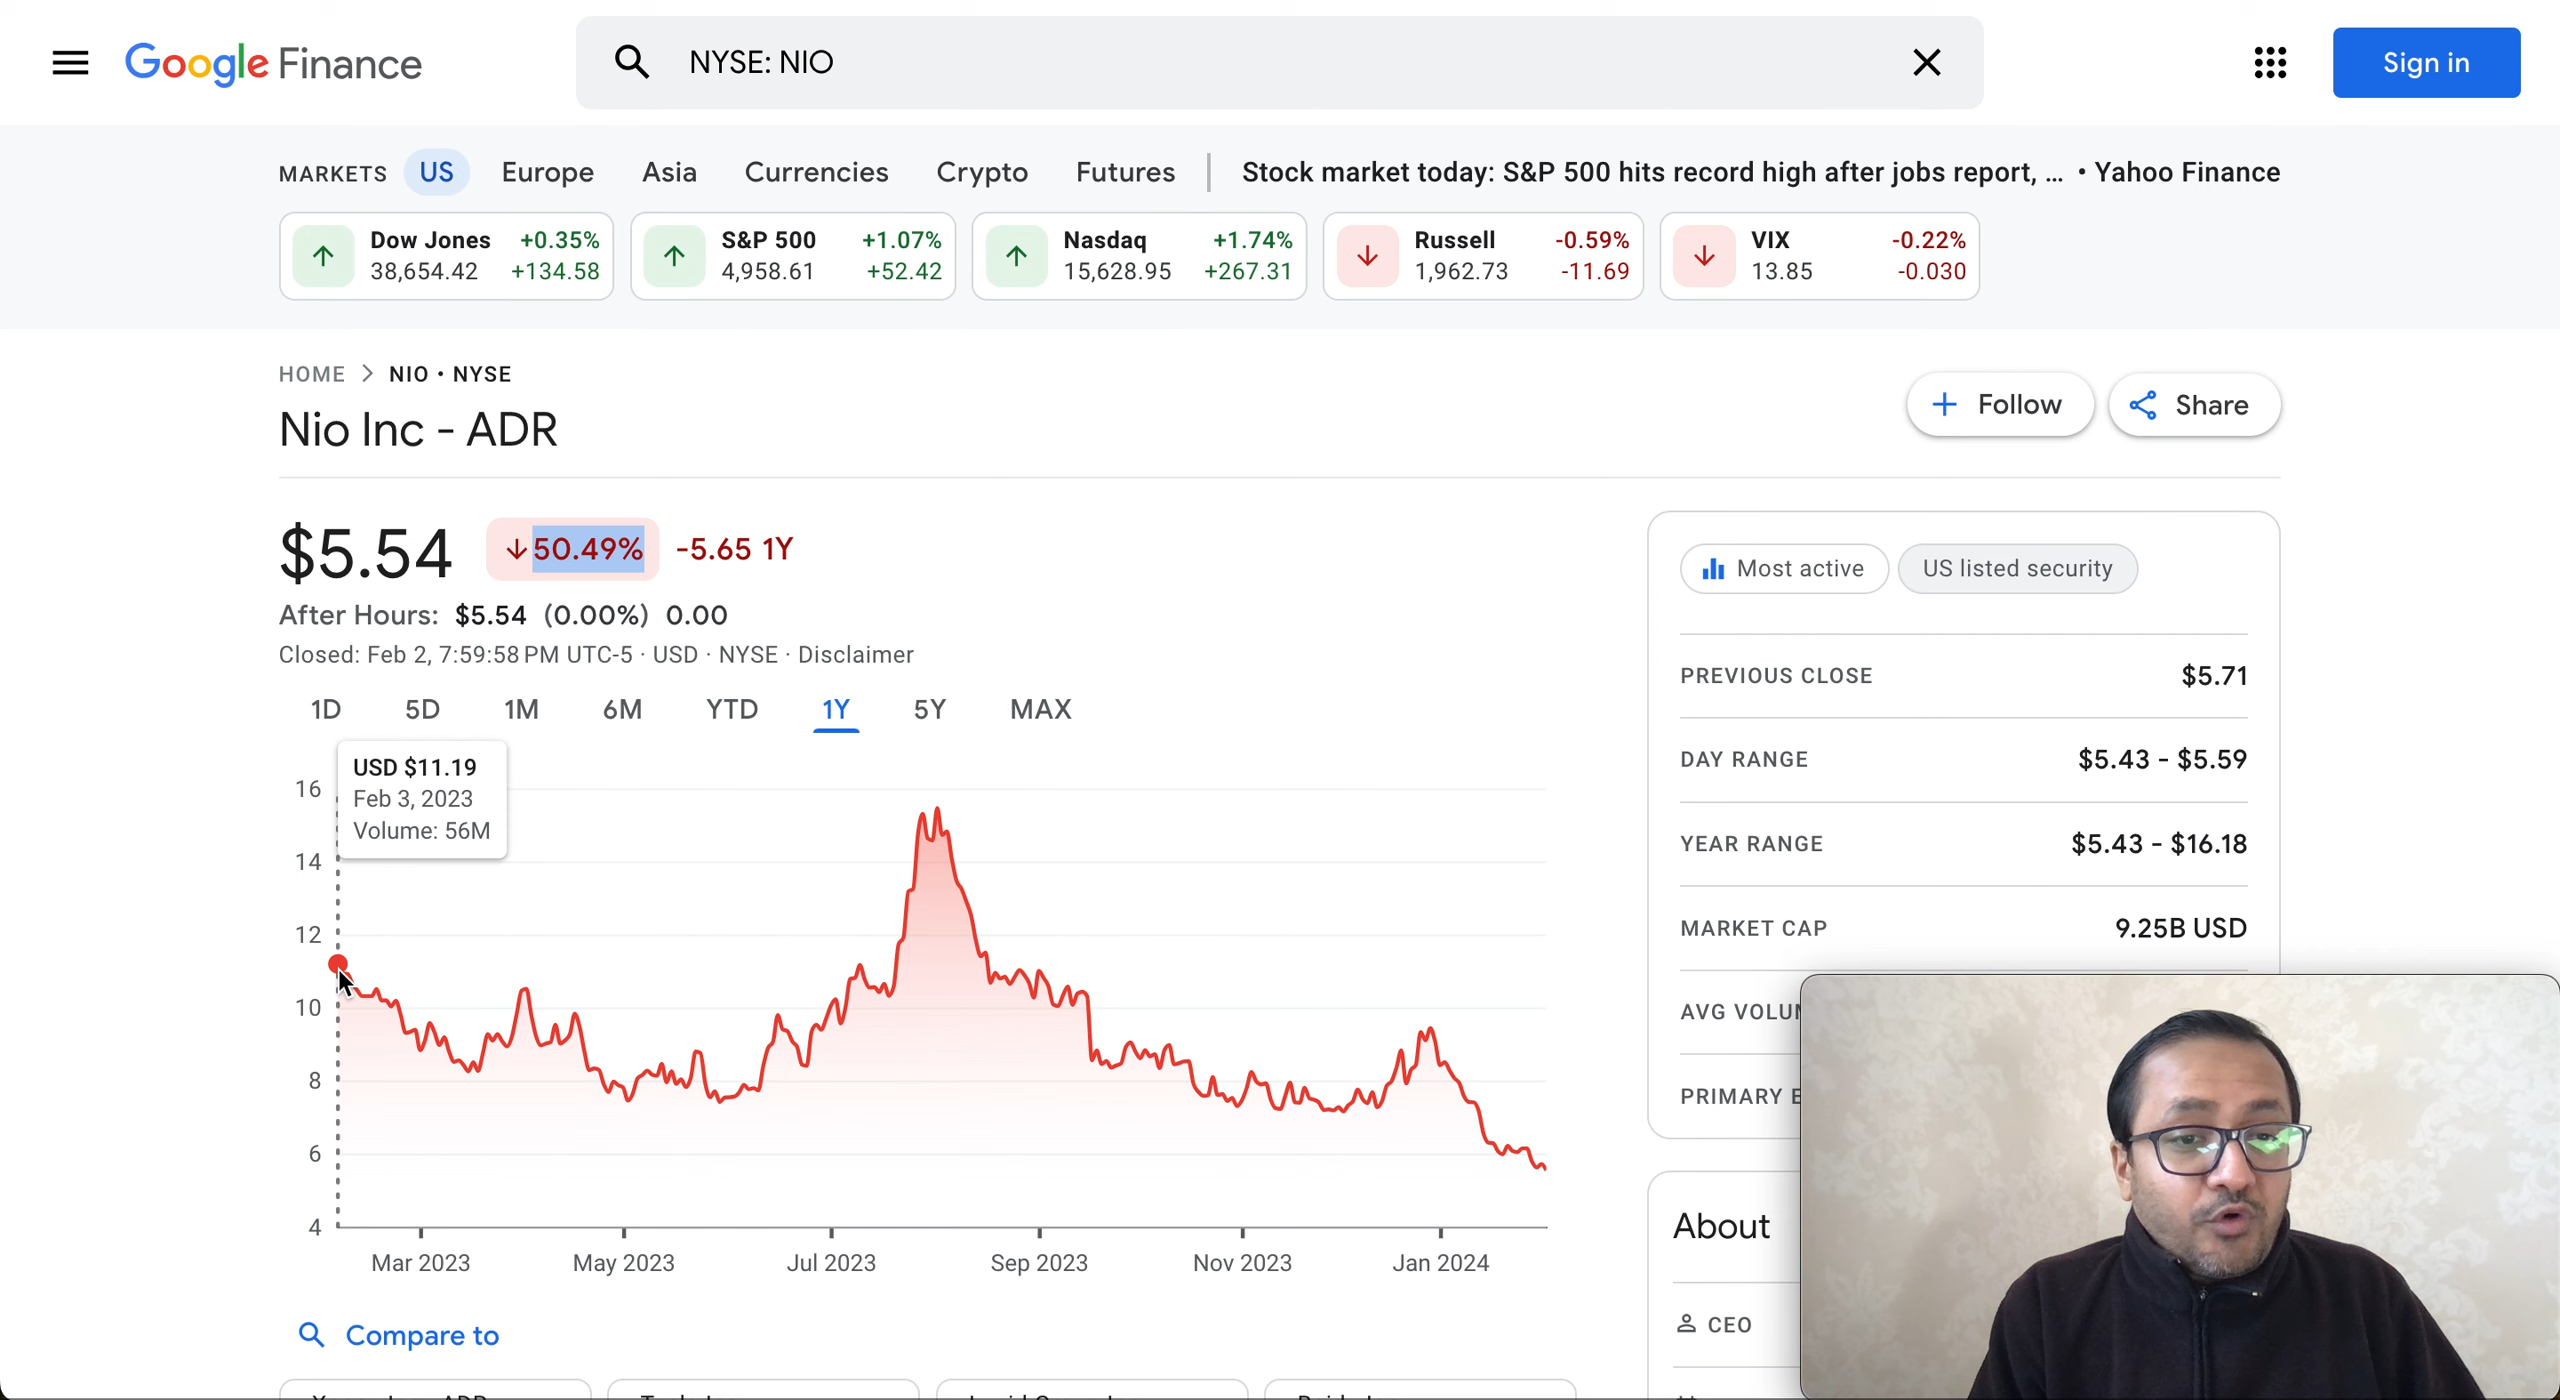 Google Finance
NYSE: NIO
Sign in
MARKETS
US
Europe
Asia
Currencies
Crypto
Futures
Stock market today: S&P 500 hits record high after jobs report, ... • Yahoo Finance
Dow Jones +0.35%
38,654.42 +134.58
S&P 500 +1.07%
4,958.61 +52.42
Nasdaq +1.74%
15,628.95 +267.31
Russell -0.59%
1,962.73 -11.69
VIX -0.22%
13.85 -0.030
HOME > NIO • NYSE
Nio Inc - ADR
Follow
Share
$5.54 ↓50.49% -5.65 1Y
After Hours: $5.54 (0.00%) 0.00
Closed: Feb 2, 7:59:58 PM UTC-5 · USD · NYSE · Disclaimer
1D 5D 1M 6M YTD 1Y 5Y MAX
USD $11.19
Feb 3, 2023
Volume: 56M
16
14
12
10
8
6
4
Mar 2023 May 2023 Jul 2023 Sep 2023 Nov 2023 Jan 2024
Compare to
Most active
US listed security
PREVIOUS CLOSE $5.71
DAY RANGE $5.43 - $5.59
YEAR RANGE $5.43 - $16.18
MARKET CAP 9.25B USD
AVG VOLU
PRIMARY E
About
CEO